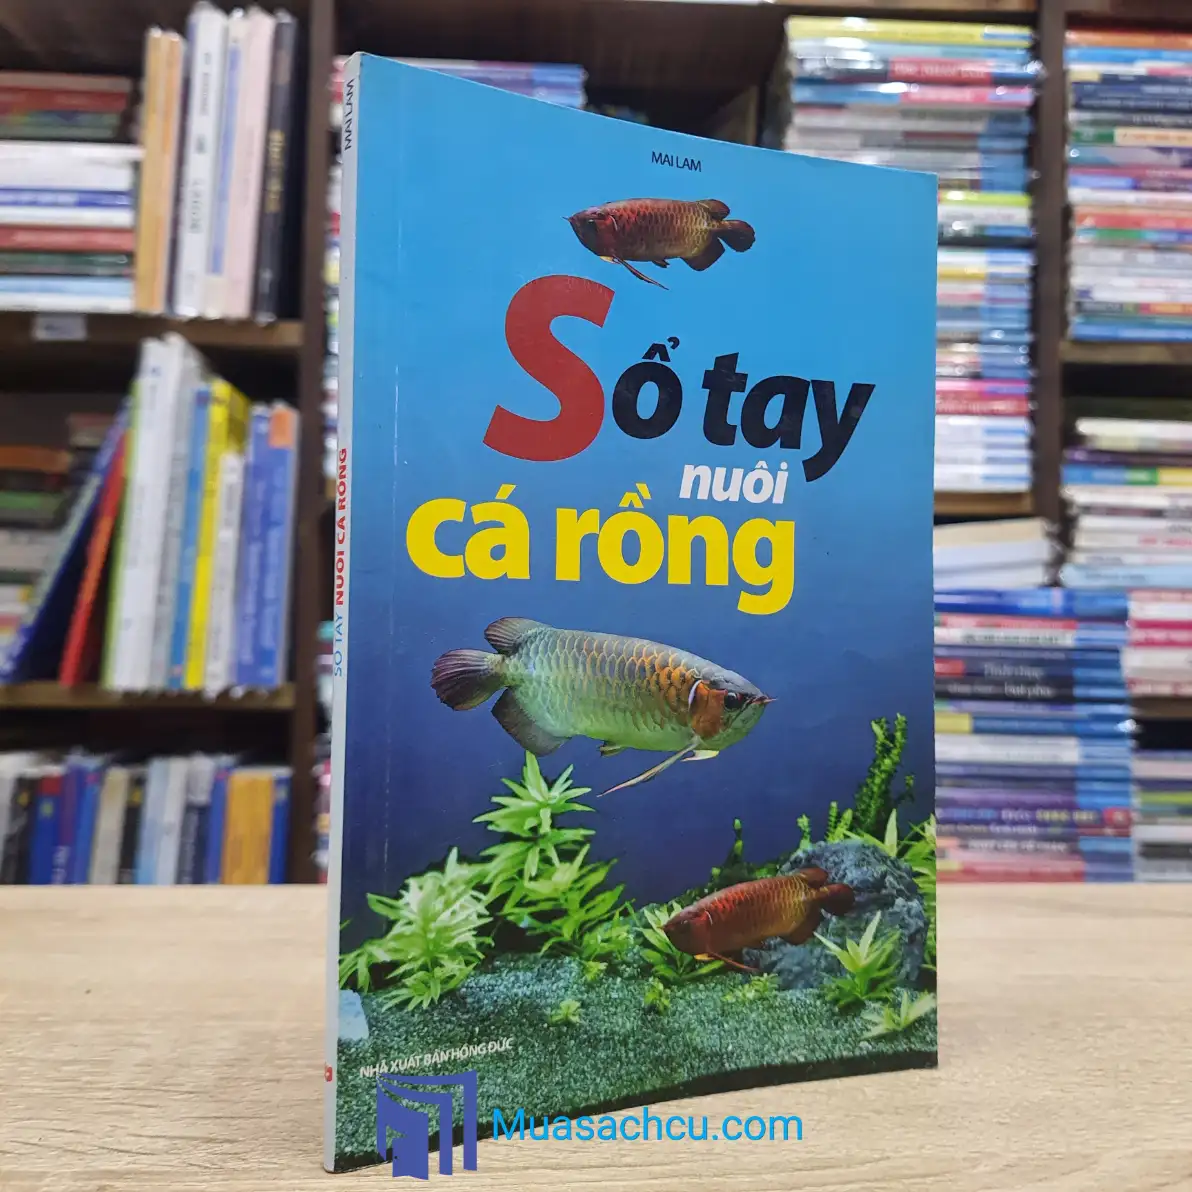 MAI LAM
MAI LAM
Sổ tay
nuôi
cá rồng
SỔ TAY NUÔI CÁ RỒNG
NHÀ XUẤT BẢN HỒNG ĐỨC
Muasachcu.com